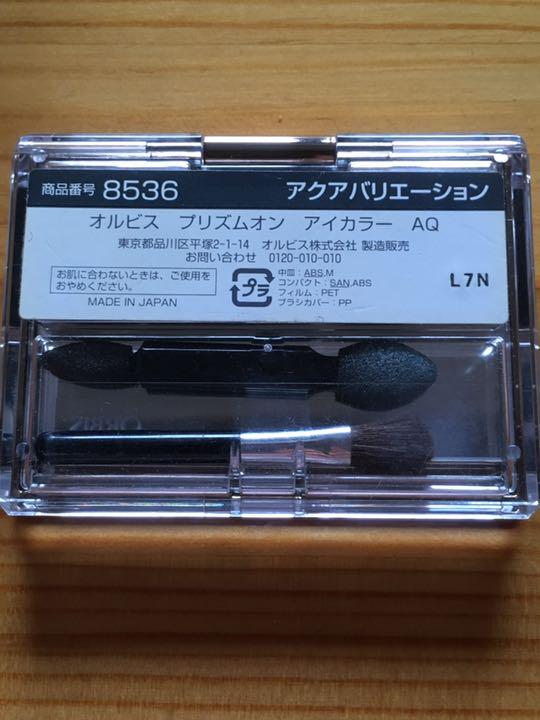 商品番号 8536 アクアバリエーション
オルビス プリズムオン アイカラー AQ
東京都品川区平塚2-1-14 オルビス株式会社 製造販売
お問い合わせ 0120-010-010
お肌に合わないときは、ご使用を
おやめください。
MADE IN JAPAN
プラ
中皿:ABS,M
コンパクト:SAN,ABS
フィルム:PET
ブラシカバー:PP
L7N
ORBIS